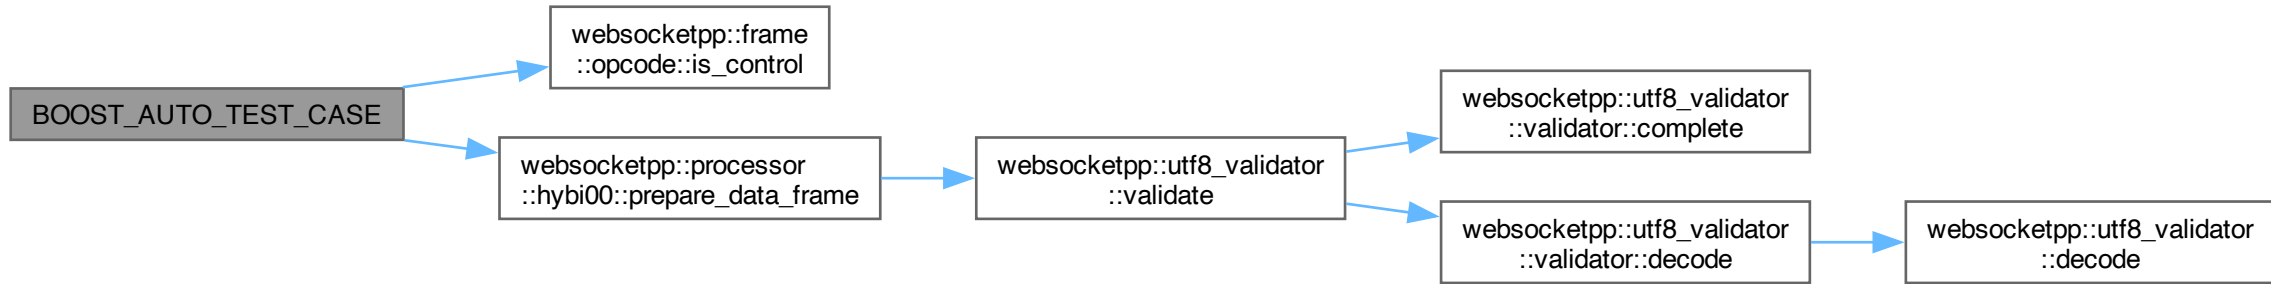 BOOST_AUTO_TEST_CASE
websocketpp::frame
::opcode::is_control
websocketpp::processor
::hybi00::prepare_data_frame
websocketpp::utf8_validator
::validate
websocketpp::utf8_validator
::validator::complete
websocketpp::utf8_validator
::validator::decode
websocketpp::utf8_validator
::decode